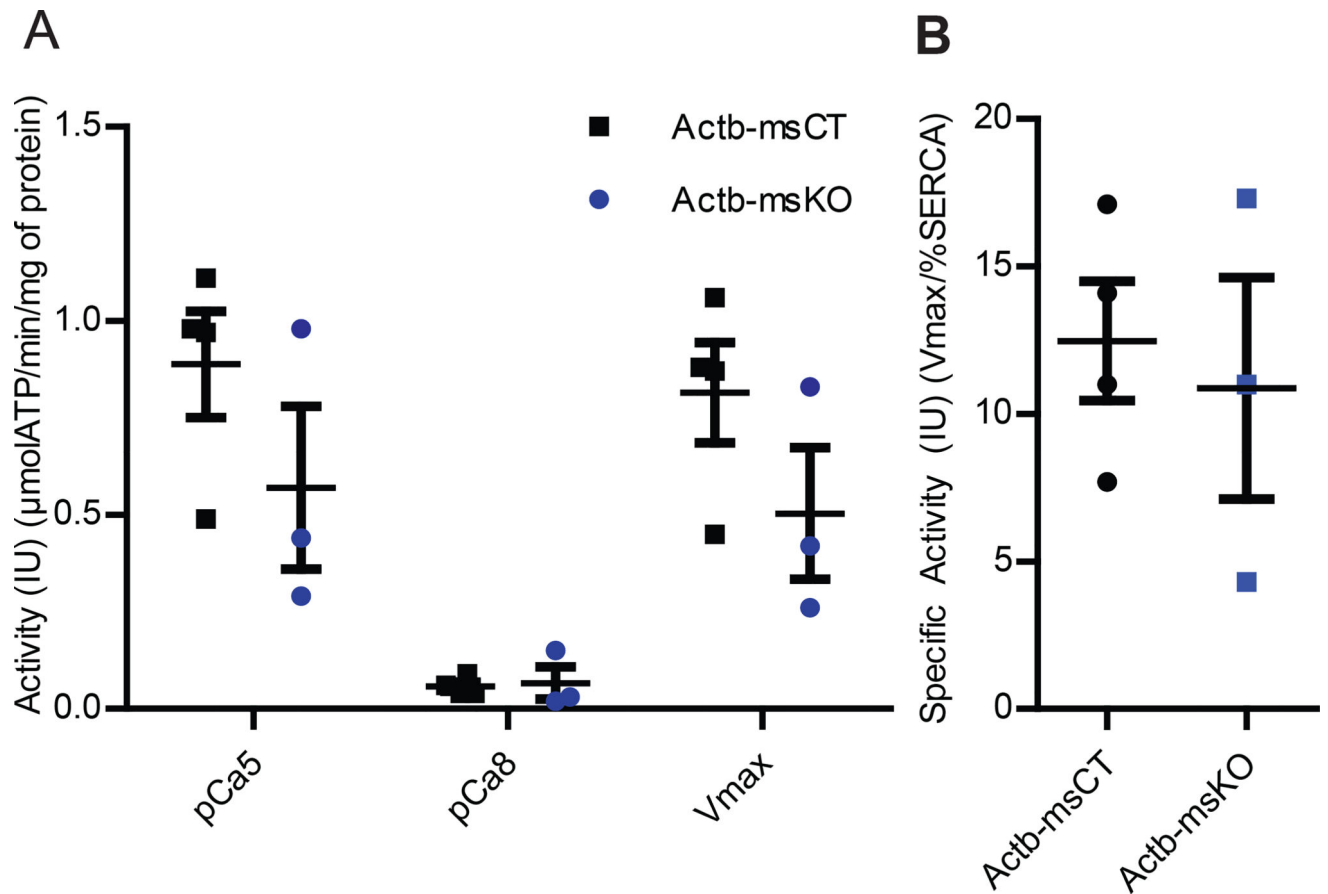 A
Activity (IU) (µmolATP/min/mg of protein)
1.5
1.0
0.5
0.0
Actb-msCT
Actb-msKO
pCa5
pCa8
Vmax
B
Specific Activity (IU) (Vmax/%SERCA)
20
15
10
5
0
Actb-msCT
Actb-msKO